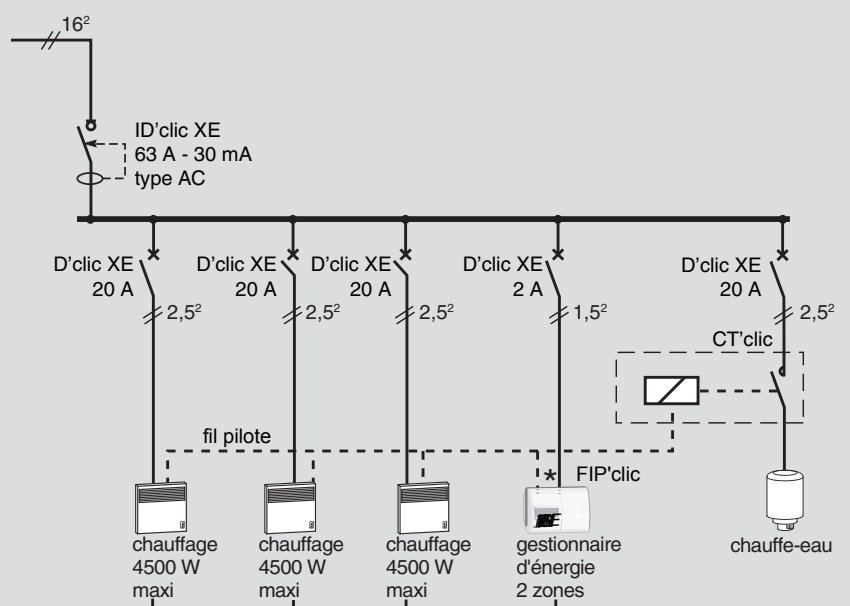 16²
ID’clic XE
63 A - 30 mA
type AC
D’clic XE
20 A
2,5²
D’clic XE
20 A
2,5²
D’clic XE
20 A
2,5²
D’clic XE
2 A
1,5²
D’clic XE
20 A
2,5²
CT’clic
fil pilote
* FIP'clic
chauffage
4500 W
maxi
chauffage
4500 W
maxi
chauffage
4500 W
maxi
gestionnaire
d'énergie
2 zones
chauffe-eau